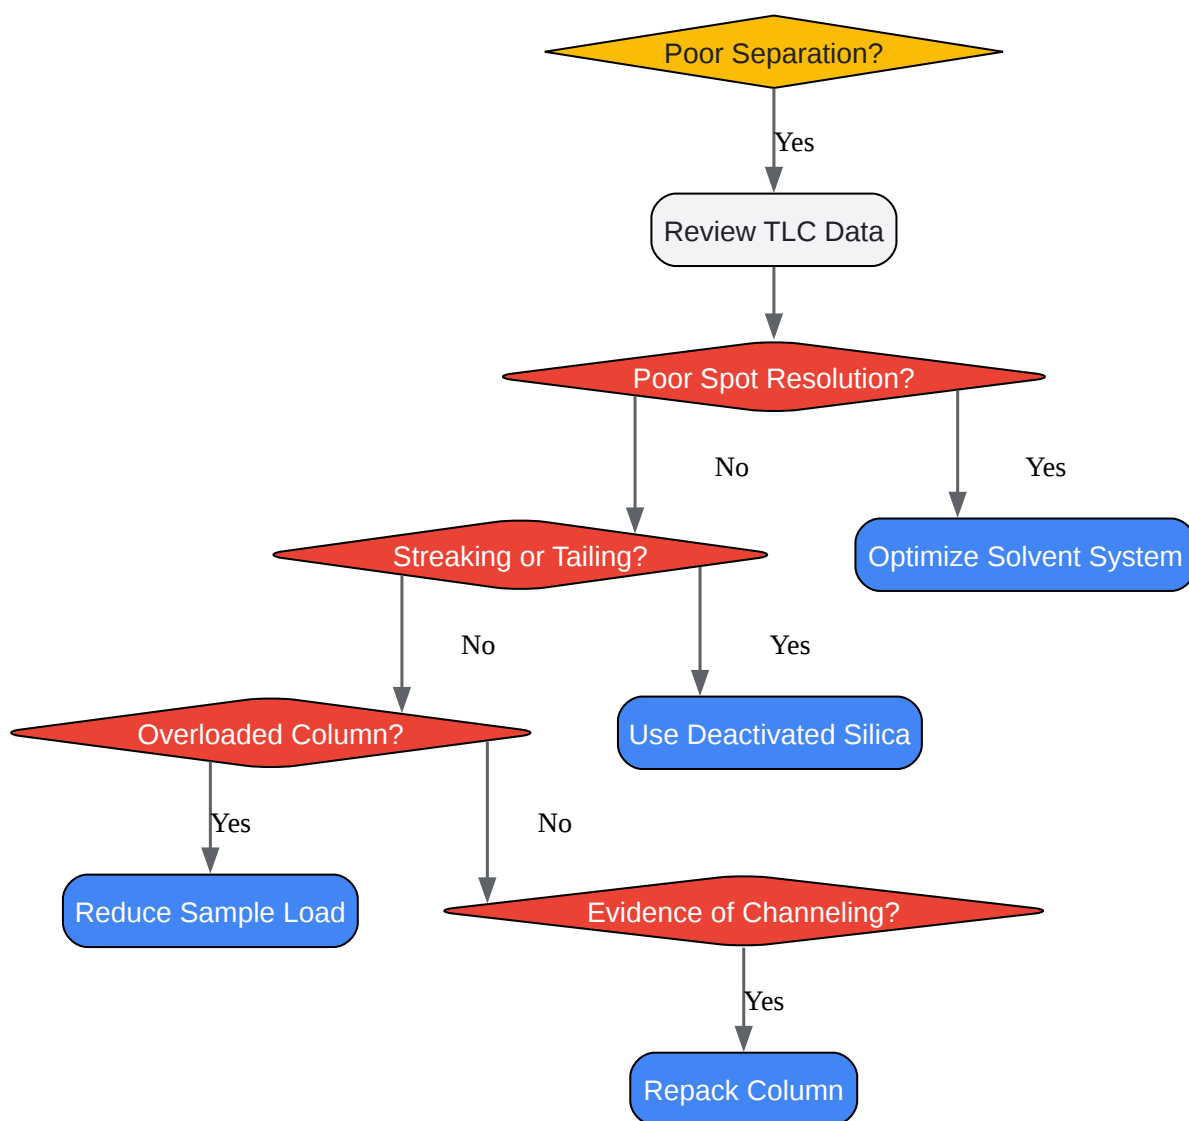 Poor Separation?
Yes
Review TLC Data
Poor Spot Resolution?
No
Yes
Streaking or Tailing?
Optimize Solvent System
No
Yes
Overloaded Column?
Use Deactivated Silica
Yes
No
Reduce Sample Load
Evidence of Channeling?
Yes
Repack Column